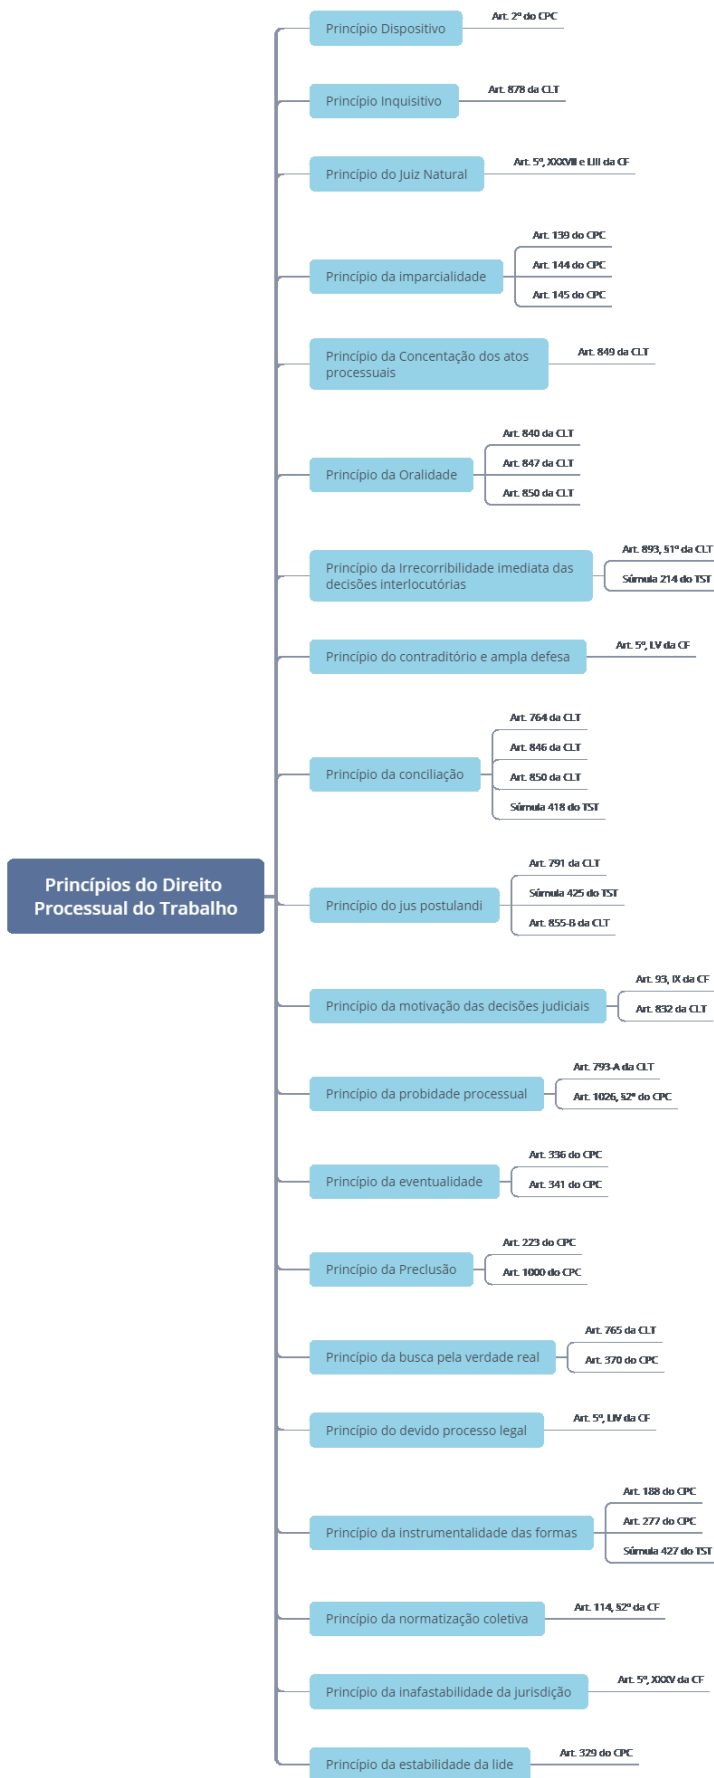 Princípio Dispositivo
Art. 2º do CPC
Princípio Inquisitivo
Art. 878 da CLT
Princípio do Juiz Natural
Art. 5º, XXXVII e LIII da CF
Princípio da imparcialidade
Art. 139 do CPC
Art. 144 do CPC
Art. 145 do CPC
Princípio da Concentação dos atos
processuais
Art. 849 da CLT
Princípio da Oralidade
Art. 840 da CLT
Art. 847 da CLT
Art. 850 da CLT
Princípio da Irrecorribilidade imediata das
decisões interlocutórias
Art. 893, §1º da CLT
Súmula 214 do TST
Princípio do contraditório e ampla defesa
Art. 5º, LV da CF
Princípio da conciliação
Art. 764 da CLT
Art. 846 da CLT
Art. 850 da CLT
Súmula 418 do TST
Princípios do Direito
Processual do Trabalho
Princípio do jus postulandi
Art. 791 da CLT
Súmula 425 do TST
Art. 855-B da CLT
Princípio da motivação das decisões judiciais
Art. 93, IX da CF
Art. 832 da CLT
Princípio da probidade processual
Art. 793-A da CLT
Art. 1026, §2º do CPC
Princípio da eventualidade
Art. 336 do CPC
Art. 341 do CPC
Princípio da Preclusão
Art. 223 do CPC
Art. 1000 do CPC
Princípio da busca pela verdade real
Art. 765 da CLT
Art. 370 do CPC
Princípio do devido processo legal
Art. 5º, LIV da CF
Princípio da instrumentalidade das formas
Art. 188 do CPC
Art. 277 do CPC
Súmula 427 do TST
Princípio da normatização coletiva
Art. 114, §2º da CF
Princípio da inafastabilidade da jurisdição
Art. 5º, XXXV da CF
Princípio da estabilidade da lide
Art. 329 do CPC